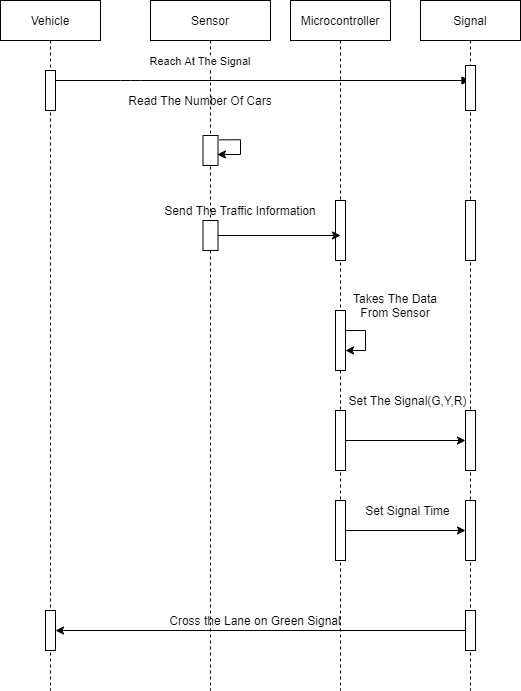 Vehicle
Sensor
Microcontroller
Signal
Reach At The Signal
Read The Number Of Cars
Send The Traffic Information
Takes The Data
From Sensor
Set The Signal(G,Y,R)
Set Signal Time
Cross the Lane on Green Signal